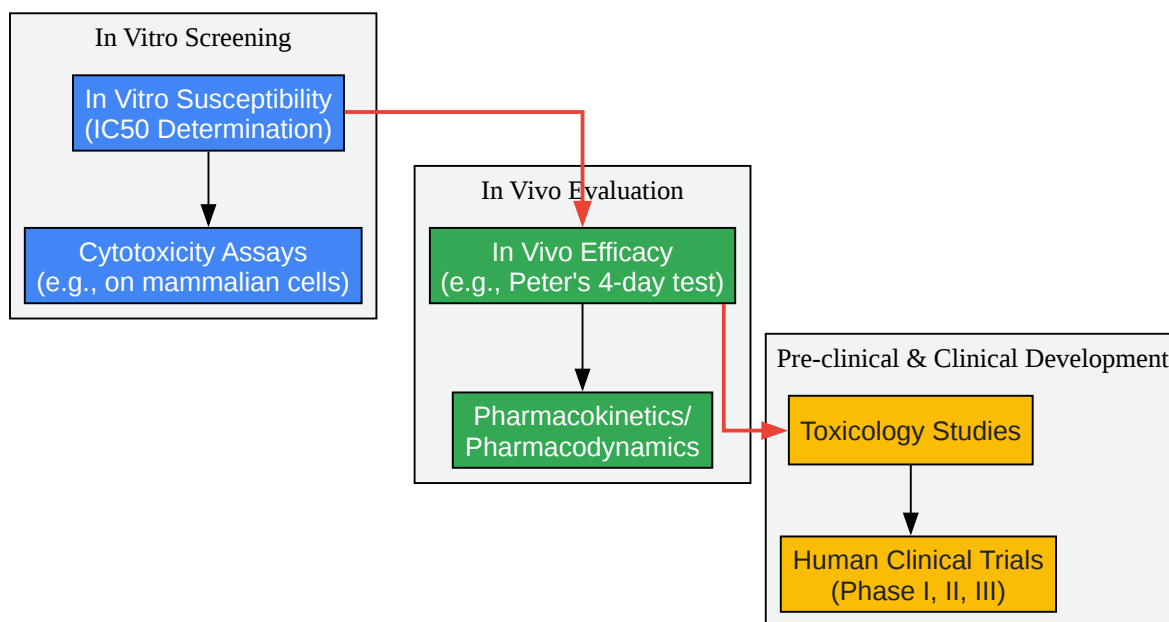 In Vitro Screening
In Vitro Susceptibility
(IC50 Determination)
Cytotoxicity Assays
(e.g., on mammalian cells)
In Vivo Evaluation
In Vivo Efficacy
(e.g., Peter's 4-day test)
Pharmacokinetics/
Pharmacodynamics
Pre-clinical & Clinical Development
Toxicology Studies
Human Clinical Trials
(Phase I, II, III)